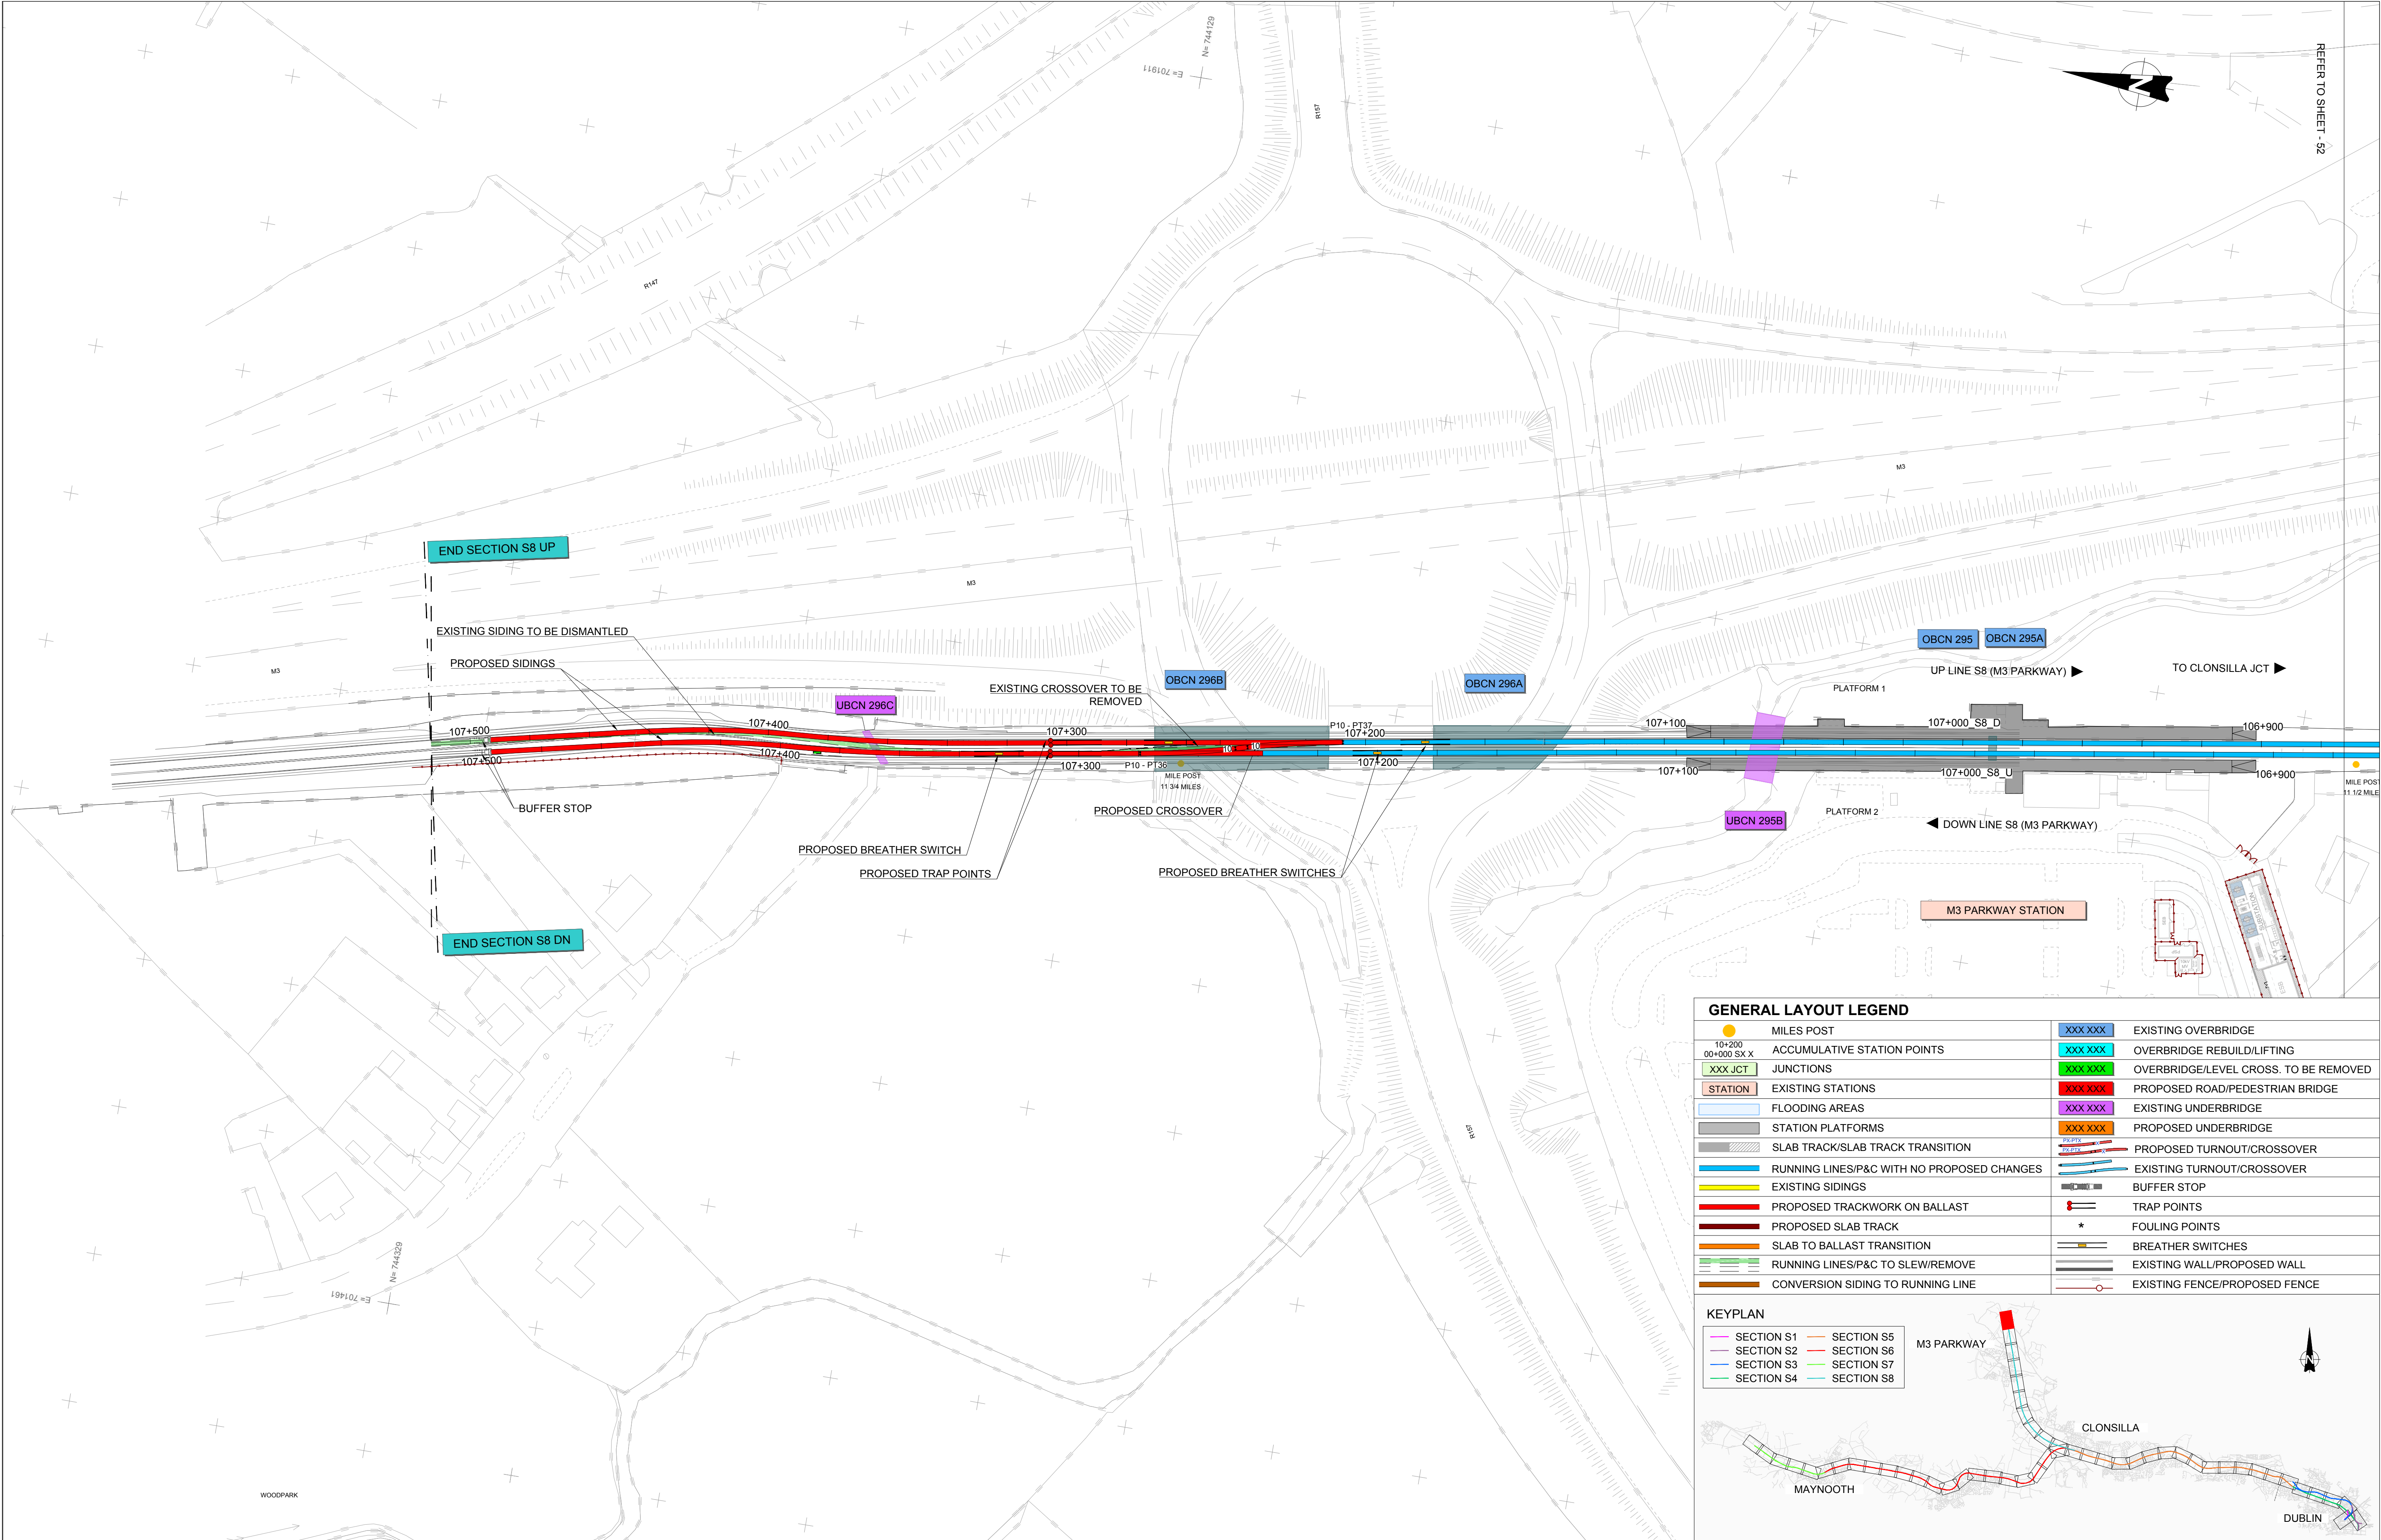 REFER TO SHEET - 52
N= 744129
E= 701911
R157
R147
M3
M3
M3
END SECTION S8 UP
EXISTING SIDING TO BE DISMANTLED
PROPOSED SIDINGS
UBCN 296C
OBCN 296B
EXISTING CROSSOVER TO BE
REMOVED
OBCN 296A
OBCN 295
OBCN 295A
UP LINE S8 (M3 PARKWAY)
TO CLONSILLA JCT
PLATFORM 1
107+500
107+400
107+300
P10 - PT37
107+200
107+100
107+000_S8_D
106+900
107+500
107+400
107+300
P10 - PT36
107+200
107+100
107+000_S8_U
106+900
MILE POST
11 3/4 MILES
MILE POST
11 1/2 MILE
BUFFER STOP
PROPOSED CROSSOVER
PROPOSED BREATHER SWITCH
PROPOSED TRAP POINTS
PROPOSED BREATHER SWITCHES
UBCN 295B
PLATFORM 2
DOWN LINE S8 (M3 PARKWAY)
END SECTION S8 DN
M3 PARKWAY STATION
SUBSTATION
R157
N= 744329
E= 701461
WOODPARK
GENERAL LAYOUT LEGEND
MILES POST
10+200
00+000 SX X
ACCUMULATIVE STATION POINTS
XXX JCT
JUNCTIONS
STATION
EXISTING STATIONS
FLOODING AREAS
STATION PLATFORMS
SLAB TRACK/SLAB TRACK TRANSITION
RUNNING LINES/P&C WITH NO PROPOSED CHANGES
EXISTING SIDINGS
PROPOSED TRACKWORK ON BALLAST
PROPOSED SLAB TRACK
SLAB TO BALLAST TRANSITION
RUNNING LINES/P&C TO SLEW/REMOVE
CONVERSION SIDING TO RUNNING LINE
XXX XXX
EXISTING OVERBRIDGE
XXX XXX
OVERBRIDGE REBUILD/LIFTING
XXX XXX
OVERBRIDGE/LEVEL CROSS. TO BE REMOVED
XXX XXX
PROPOSED ROAD/PEDESTRIAN BRIDGE
XXX XXX
EXISTING UNDERBRIDGE
XXX XXX
PROPOSED UNDERBRIDGE
PX-PTX
PX-PTX
PROPOSED TURNOUT/CROSSOVER
EXISTING TURNOUT/CROSSOVER
BUFFER STOP
TRAP POINTS
* FOULING POINTS
BREATHER SWITCHES
EXISTING WALL/PROPOSED WALL
EXISTING FENCE/PROPOSED FENCE
KEYPLAN
SECTION S1
SECTION S2
SECTION S3
SECTION S4
SECTION S5
SECTION S6
SECTION S7
SECTION S8
M3 PARKWAY
N
CLONSILLA
MAYNOOTH
DUBLIN